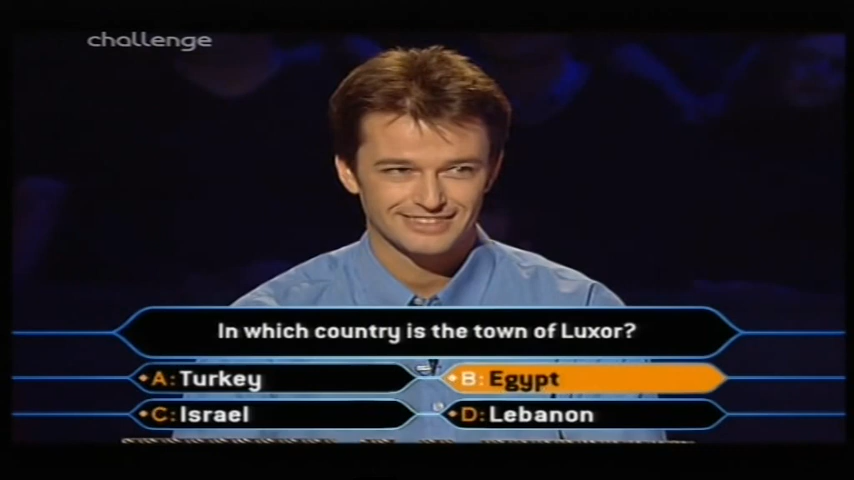 challenge
In which country is the town of Luxor?
A: Turkey
B: Egypt
C: Israel
D: Lebanon